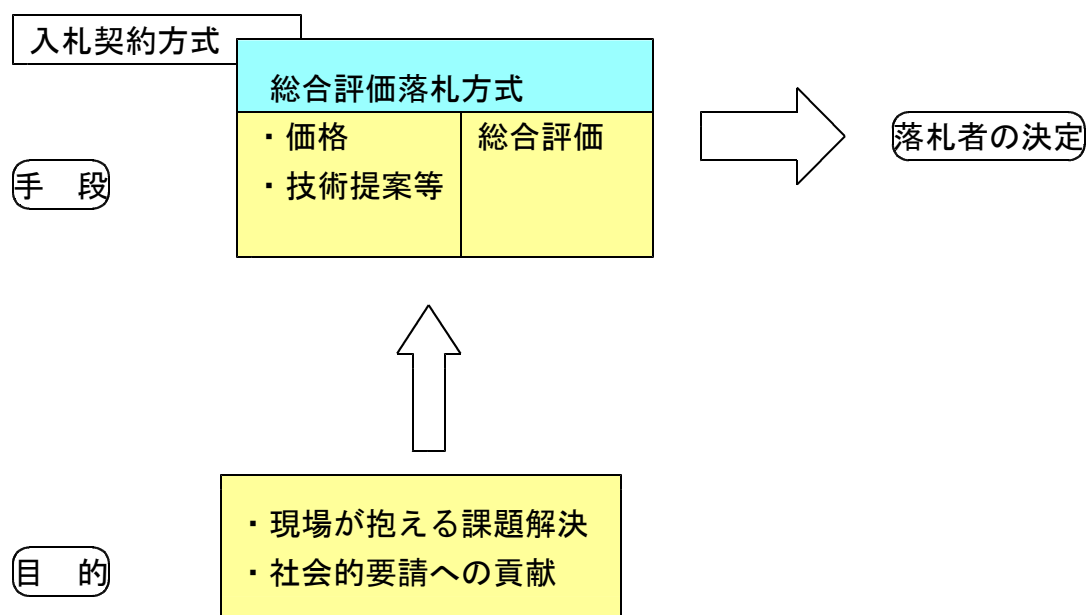 入札契約方式
総合評価落札方式
・価格
・技術提案等
総合評価
落札者の決定
手　段
・現場が抱える課題解決
・社会的要請への貢献
目　的